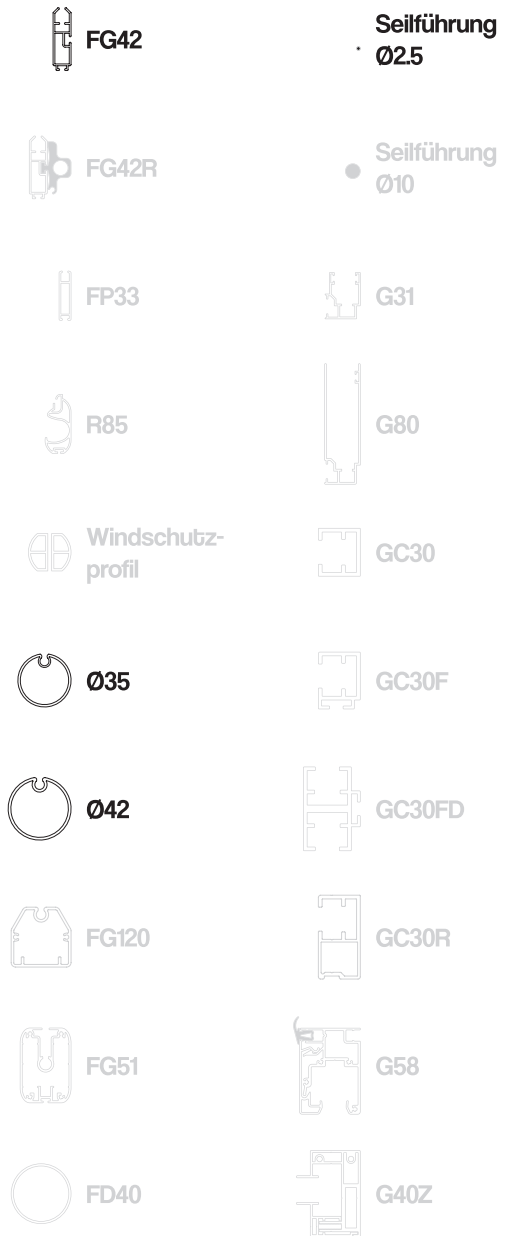 FG42
FG42R
FP33
R85
Windschutz-
profil
Ø35
Ø42
FG120
FG51
FD40
Seilführung
Ø2.5
Seilführung
Ø10
G31
G80
GC30
GC30F
GC30FD
GC30R
G58
G40Z